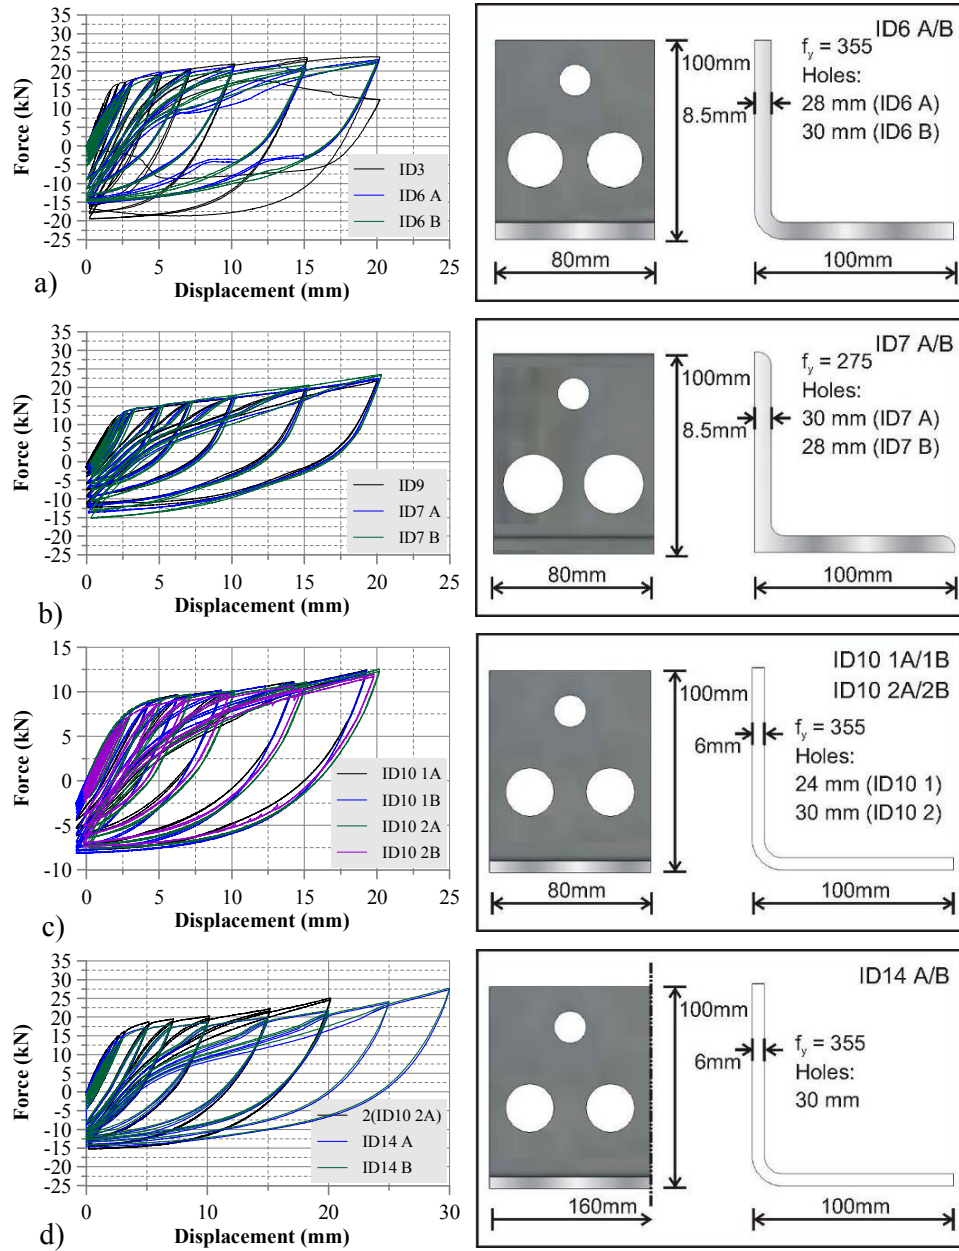 35
30
25
20
15
10
5
0
-5
-10
-15
-20
-25
Force (kN)
0 5 10 15 20 25
Displacement (mm)
ID3
ID6 A
ID6 B
a)
ID6 A/B
100mm
8.5mm
80mm
f_y = 355
Holes:
28 mm (ID6 A)
30 mm (ID6 B)
100mm
35
30
25
20
15
10
5
0
-5
-10
-15
-20
-25
Force (kN)
0 5 10 15 20 25
Displacement (mm)
ID9
ID7 A
ID7 B
b)
ID7 A/B
100mm
8.5mm
80mm
f_y = 275
Holes:
30 mm (ID7 A)
28 mm (ID7 B)
100mm
15
10
5
0
-5
-10
Force (kN)
0 5 10 15 20 25
Displacement (mm)
ID10 1A
ID10 1B
ID10 2A
ID10 2B
c)
ID10 1A/1B
ID10 2A/2B
100mm
6mm
80mm
f_y = 355
Holes:
24 mm (ID10 1)
30 mm (ID10 2)
100mm
35
30
25
20
15
10
5
0
-5
-10
-15
-20
-25
Force (kN)
0 5 10 15 20 25 30
Displacement (mm)
2(ID10 2A)
ID14 A
ID14 B
d)
ID14 A/B
100mm
6mm
160mm
f_y = 355
Holes:
30 mm
100mm